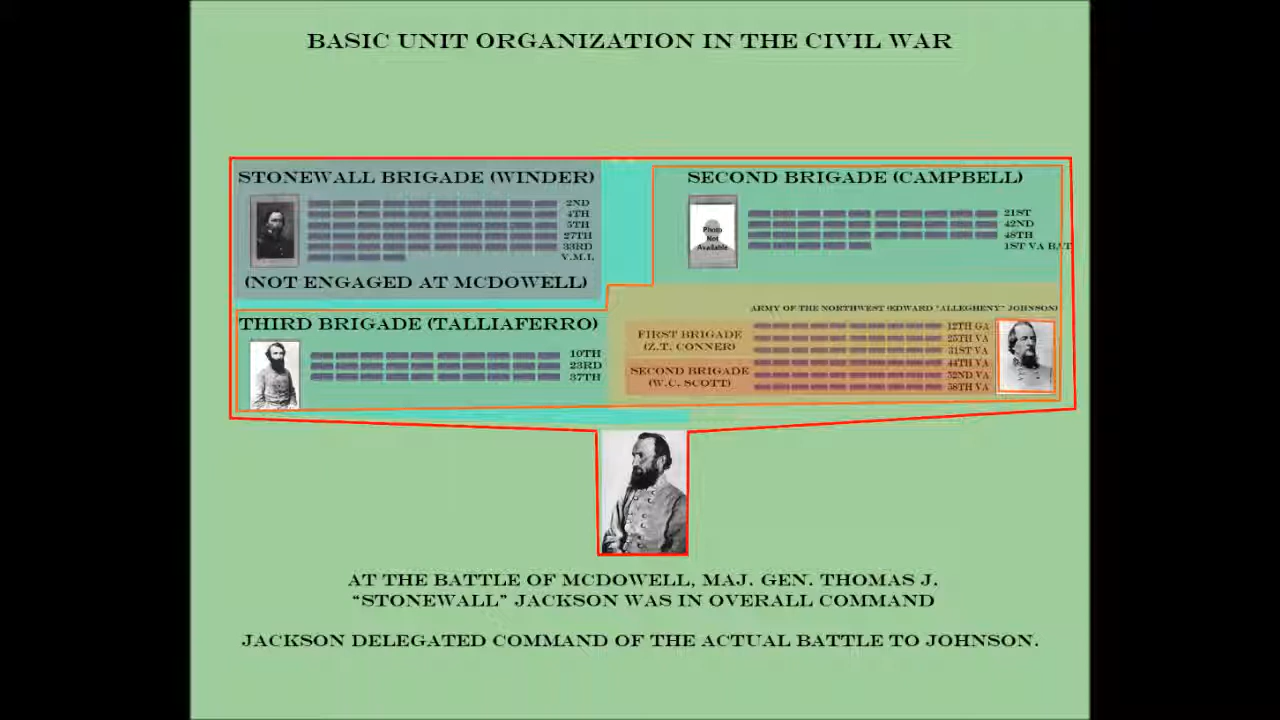 BASIC UNIT ORGANIZATION IN THE CIVIL WAR
STONEWALL BRIGADE (WINDER)
2ND
4TH
5TH
27TH
33RD
V.M.I.
(NOT ENGAGED AT MCDOWELL)
SECOND BRIGADE (CAMPBELL)
Photo
Not
Available
21ST
42ND
48TH
1ST VA BAT
THIRD BRIGADE (TALLIAFERRO)
10TH
23RD
37TH
ARMY OF THE NORTHWEST (EDWARD "ALLEGHENY" JOHNSON)
FIRST BRIGADE
(Z.T. CONNER)
SECOND BRIGADE
(W.C. SCOTT)
12TH GA
25TH VA
31ST VA
44TH VA
52ND VA
58TH VA
AT THE BATTLE OF MCDOWELL, MAJ. GEN. THOMAS J.
“STONEWALL” JACKSON WAS IN OVERALL COMMAND
JACKSON DELEGATED COMMAND OF THE ACTUAL BATTLE TO JOHNSON.